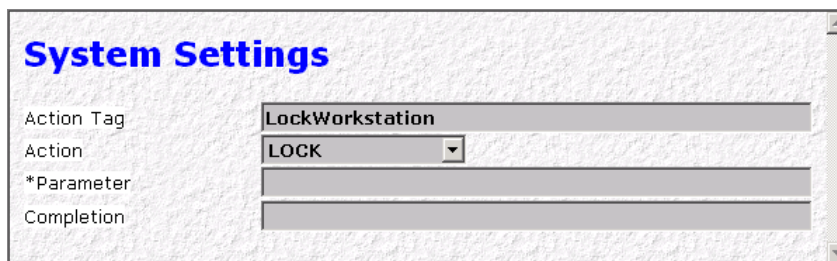 System Settings
Action Tag LockWorkstation
Action LOCK
*Parameter
Completion